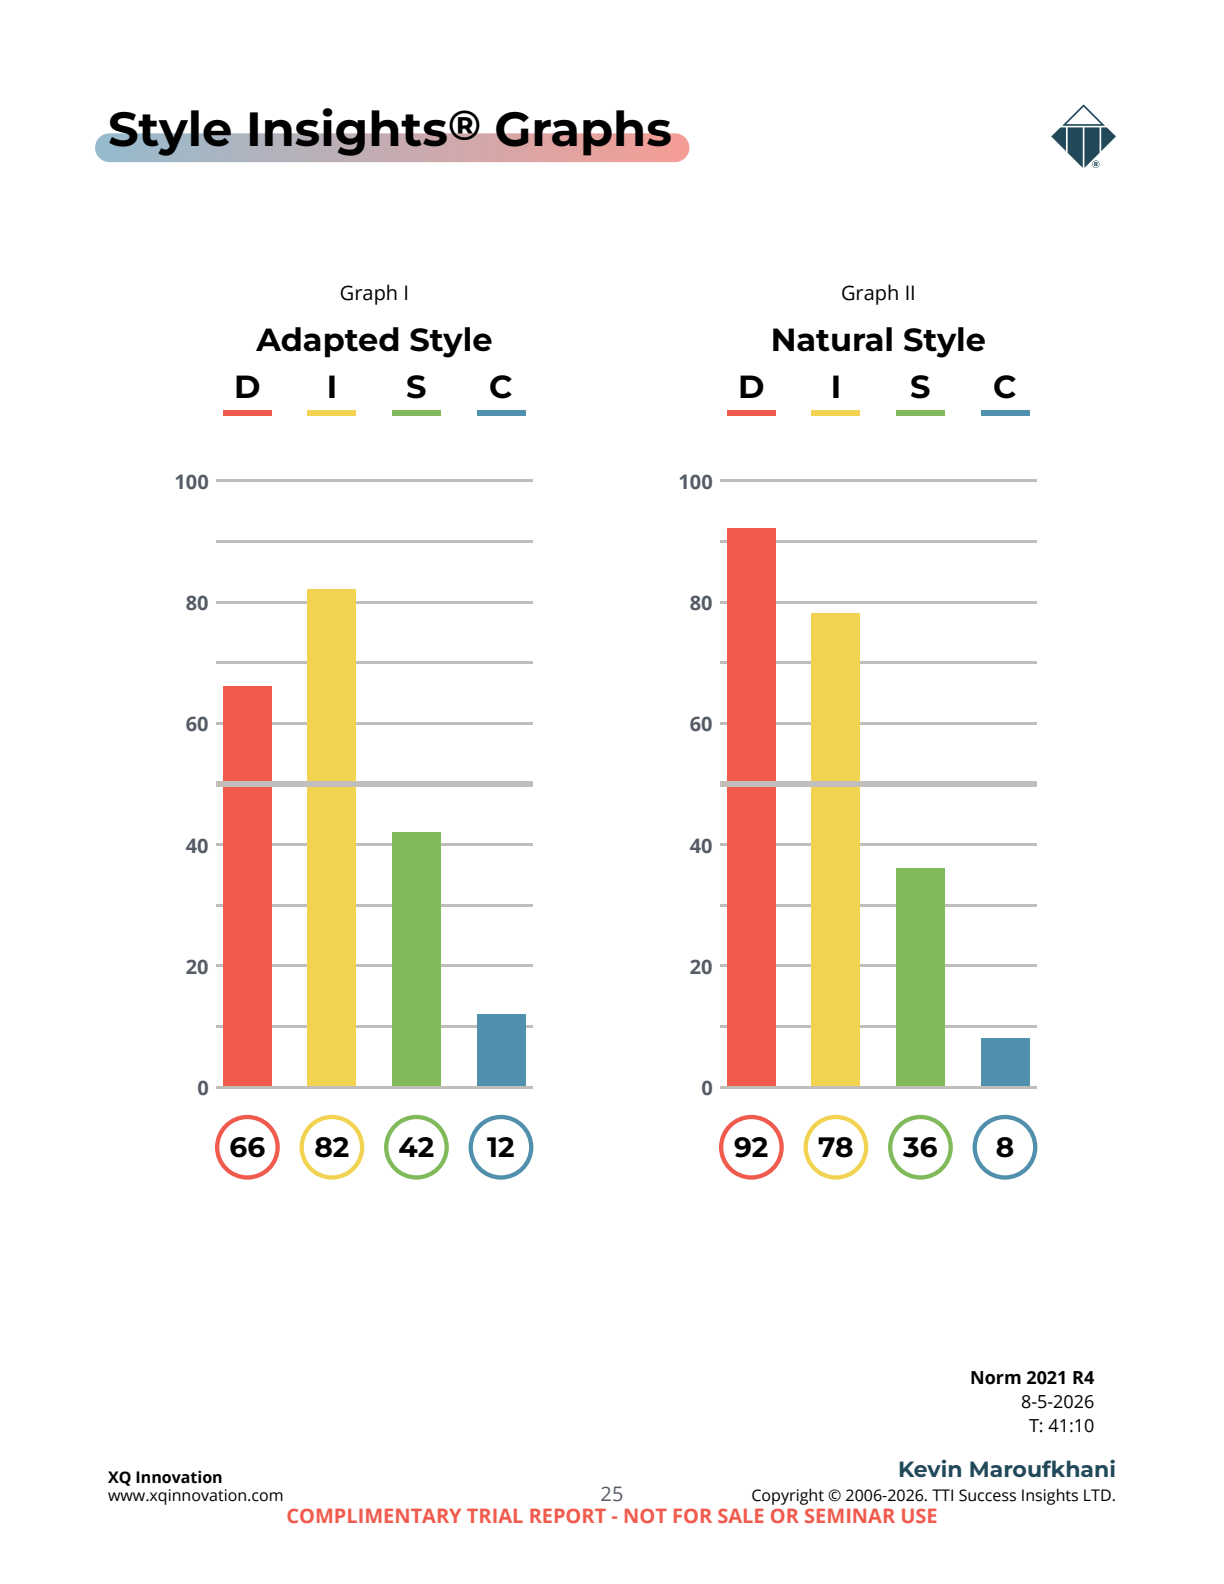 Style Insights® Graphs
®
Graph I
Adapted Style
D I S C
100
80
60
40
20
0
66 82 42 12
Graph II
Natural Style
D I S C
100
80
60
40
20
0
92 78 36 8
Norm 2021 R4
8-5-2026
T: 41:10
XQ Innovation
www.xqinnovation.com
25
Kevin Maroufkhani
Copyright © 2006-2026. TTI Success Insights LTD.
COMPLIMENTARY TRIAL REPORT - NOT FOR SALE OR SEMINAR USE